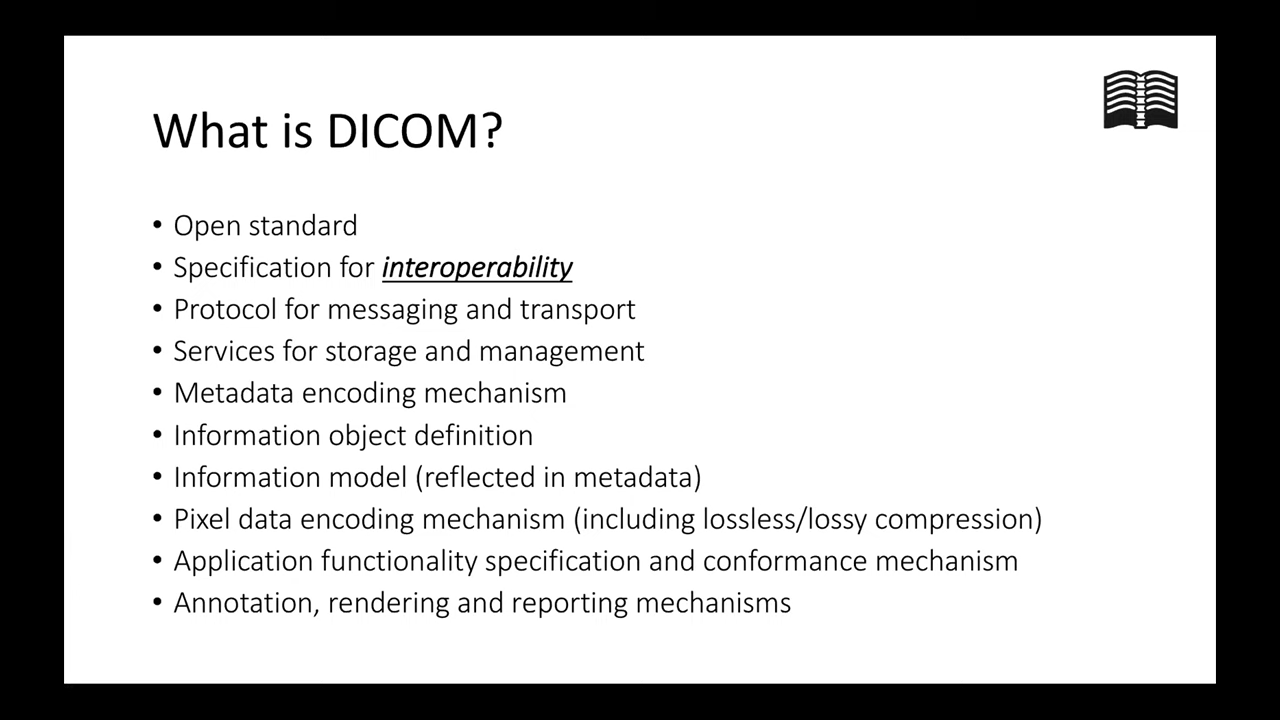 What is DICOM?
• Open standard
• Specification for interoperability
• Protocol for messaging and transport
• Services for storage and management
• Metadata encoding mechanism
• Information object definition
• Information model (reflected in metadata)
• Pixel data encoding mechanism (including lossless/lossy compression)
• Application functionality specification and conformance mechanism
• Annotation, rendering and reporting mechanisms